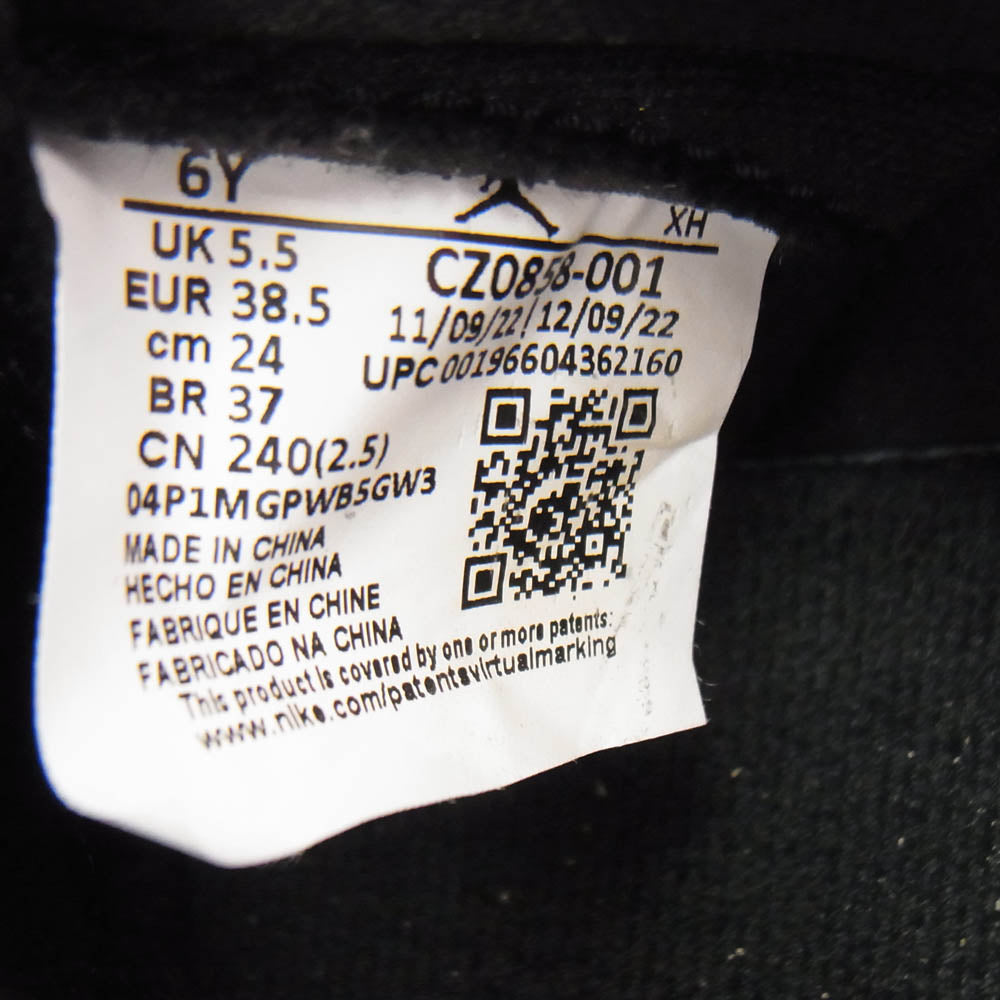 6Y
XH
UK 5.5
EUR 38.5
cm 24
BR 37
CN 240(2.5)
CZ0858-001
11/09/22/12/09/22
UPC00196604362160
04P1MGPWB5GW3
MADE IN CHINA
HECHO EN CHINA
FABRIQUE EN CHINE
FABRICADO NA CHINA
This product is covered by one or more patents:
www.nike.com/patentsvirtualmarking